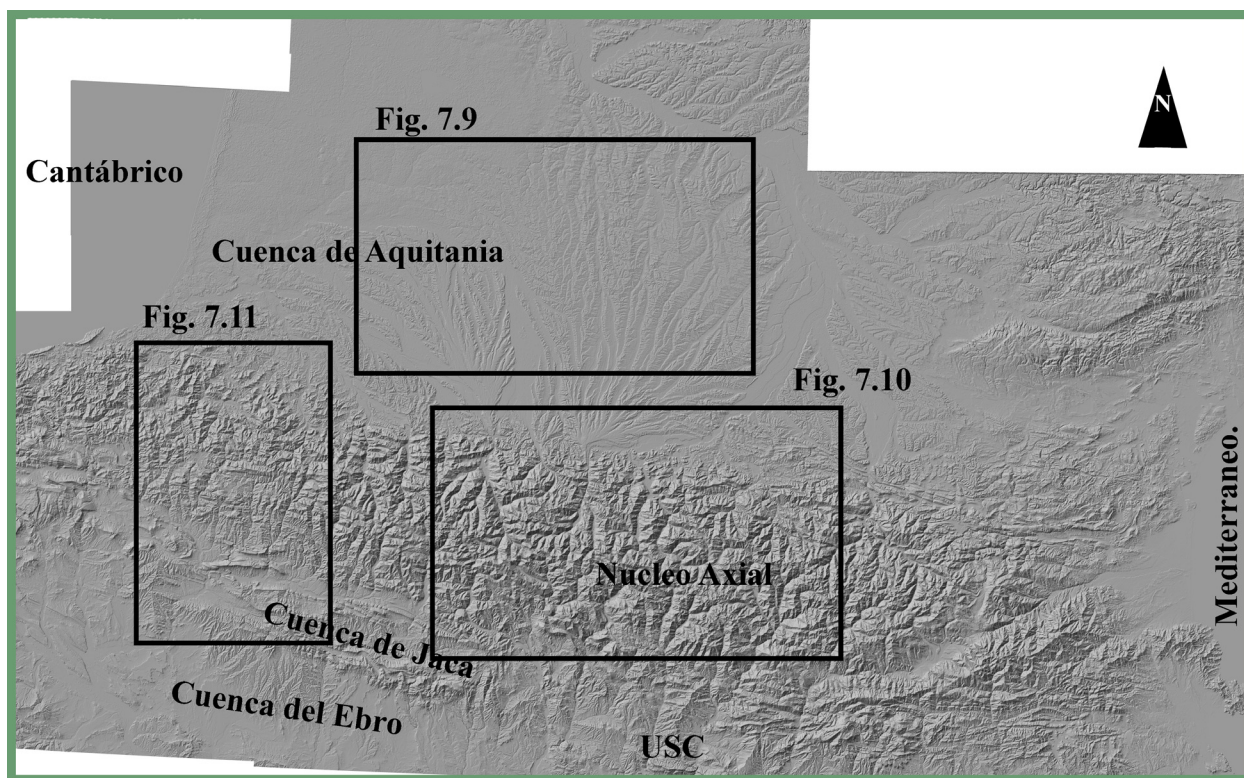 N
Fig. 7.9
Cantábrico
Cuenca de Aquitania
Fig. 7.11
Fig. 7.10
Mediterraneo.
Nucleo Axial
Cuenca de Jaca
Cuenca del Ebro
USC